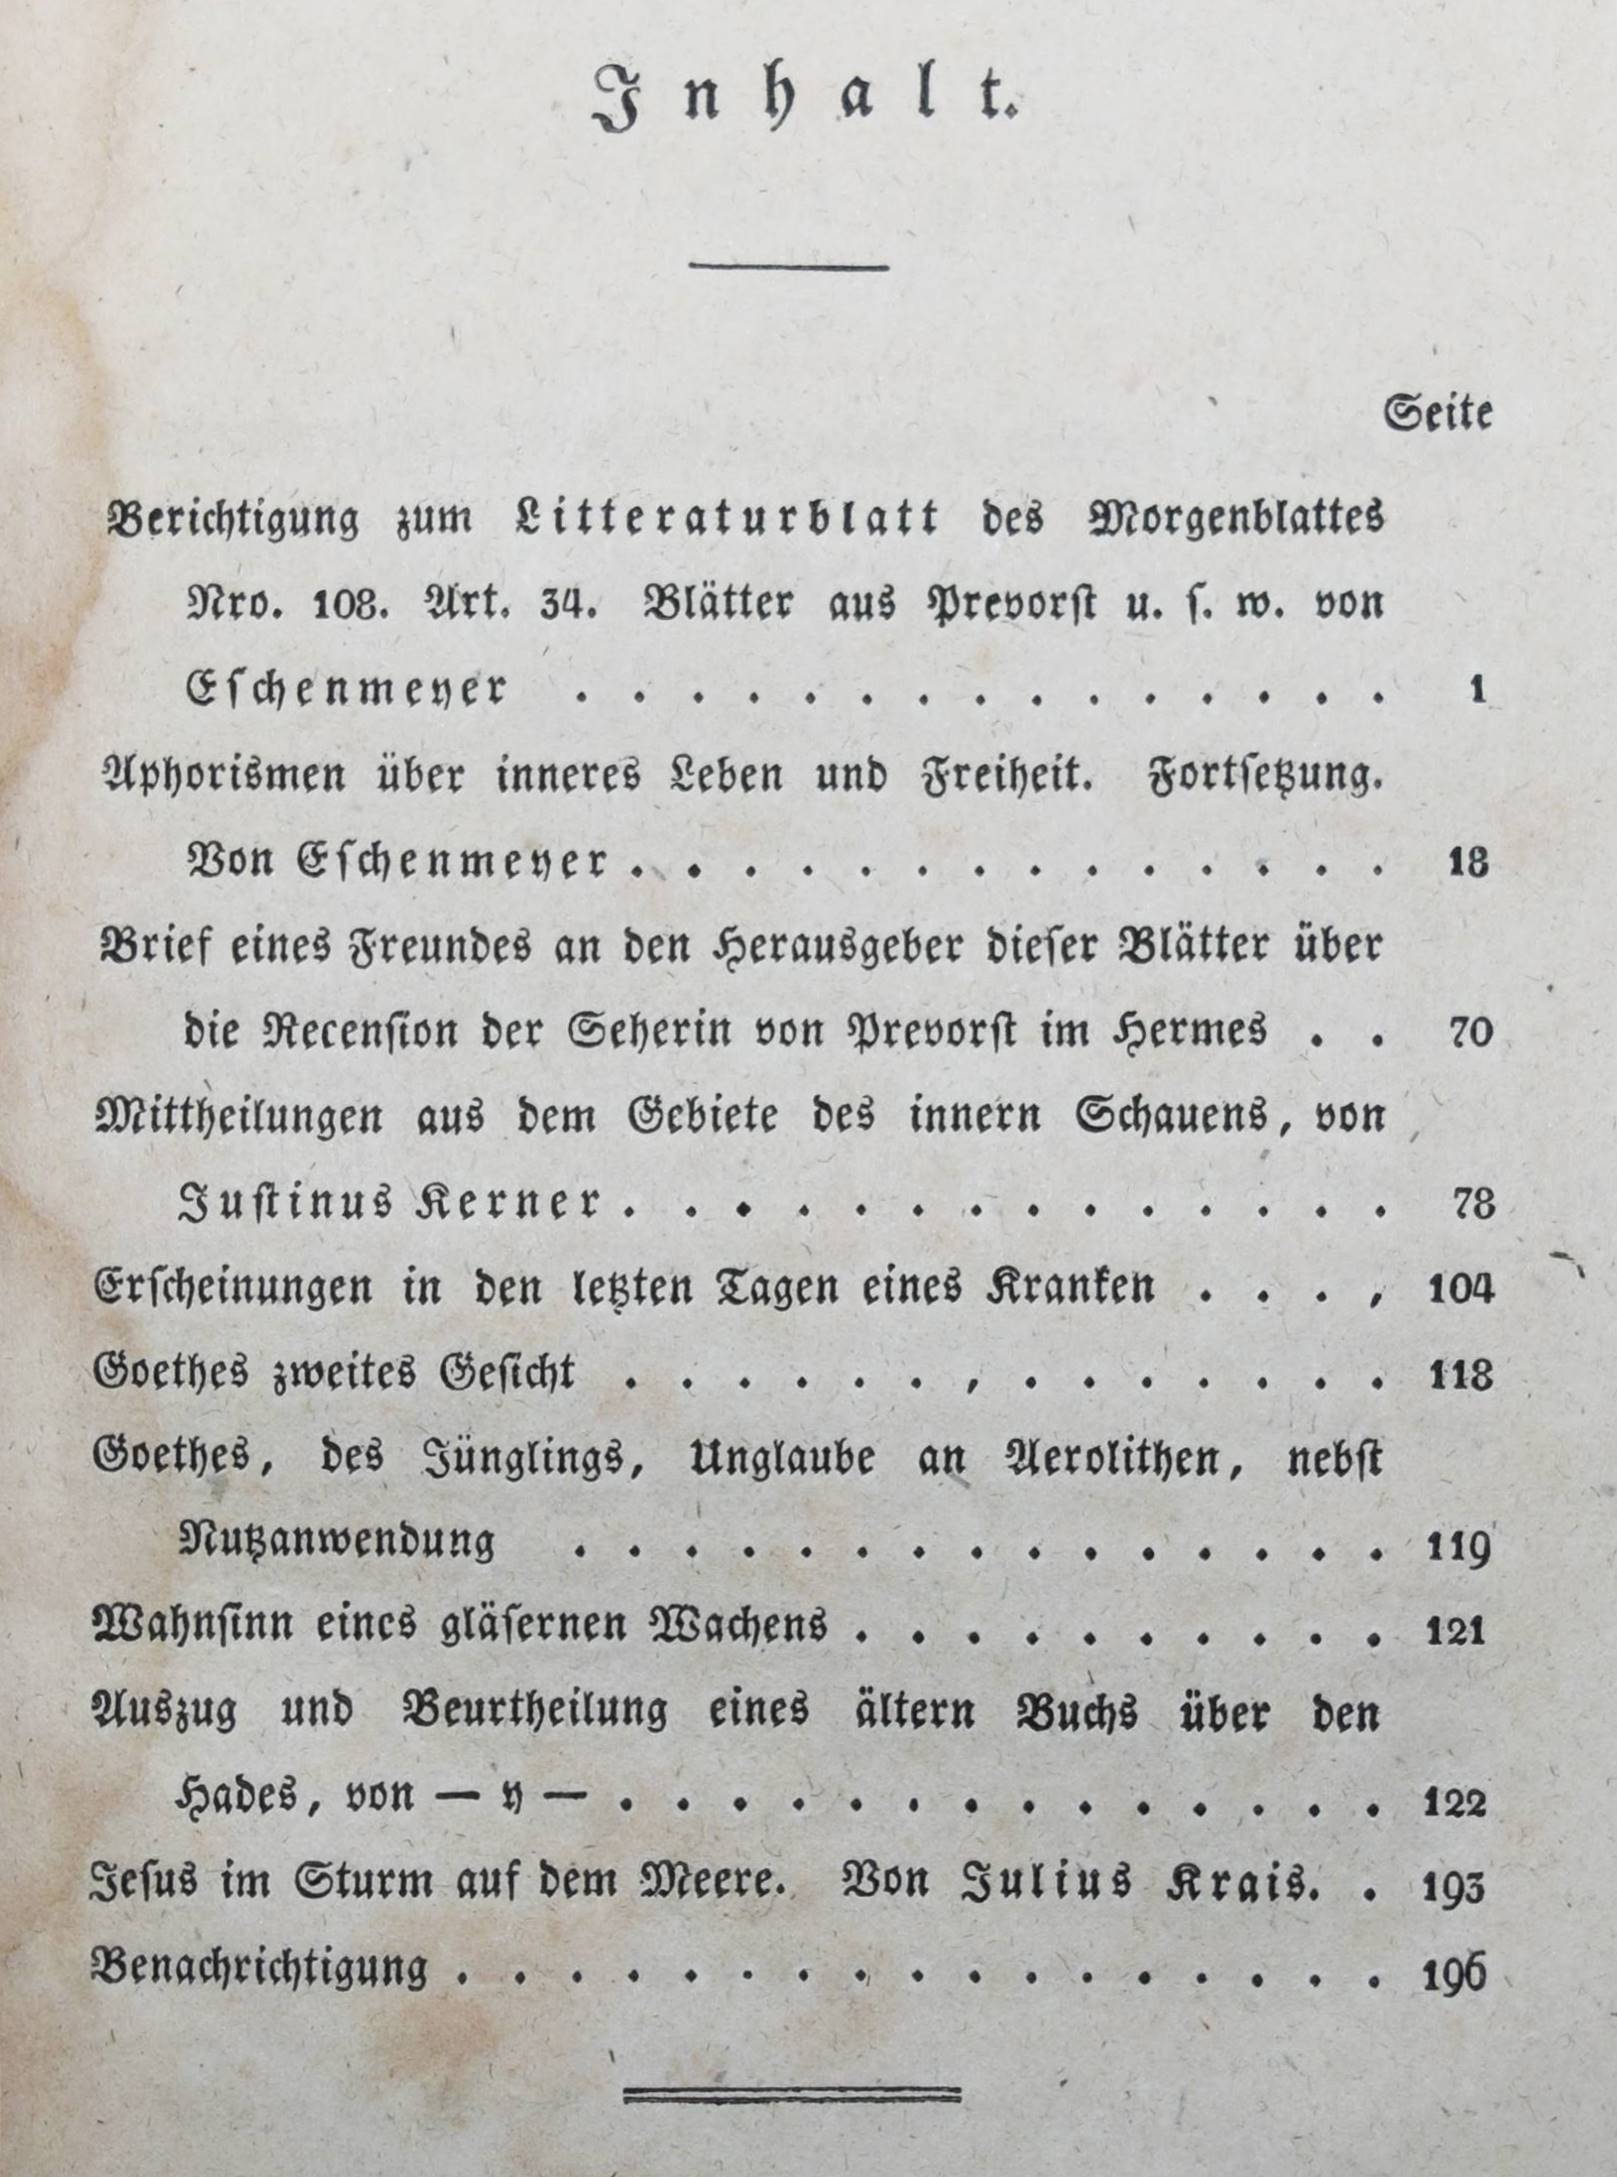 Inhalt.
Seite
Berichtigung zum Litteraturblatt des Morgenblattes
Nro. 108. Art. 34. Blätter aus Prevorſt u. ſ. w. von
Eſchenmeyer . . . . . . . . . . . . . . . 1
Aphorismen über inneres Leben und Freiheit. Fortſetzung.
Von Eſchenmeyer . . . . . . . . . . . . . . 18
Brief eines Freundes an den Herausgeber dieſer Blätter über
die Recenſion der Seherin von Prevorſt im Hermes . . 70
Mittheilungen aus dem Gebiete des innern Schauens, von
Juſtinus Kerner . . . . . . . . . . . . . . 78
Erſcheinungen in den letzten Tagen eines Kranken . . . , 104
Goethes zweites Geſicht . . . . . . , . . . . . . . 118
Goethes, des Jünglings, Unglaube an Aerolithen, nebſt
Nutzanwendung . . . . . . . . . . . . . . . 119
Wahnſinn eines gläſernen Wachens . . . . . . . . . . 121
Auszug und Beurtheilung eines ältern Buchs über den
Hades, von — y — . . . . . . . . . . . . . . 122
Jeſus im Sturm auf dem Meere. Von Julius Krais. . 193
Benachrichtigung . . . . . . . . . . . . . . . . . 196